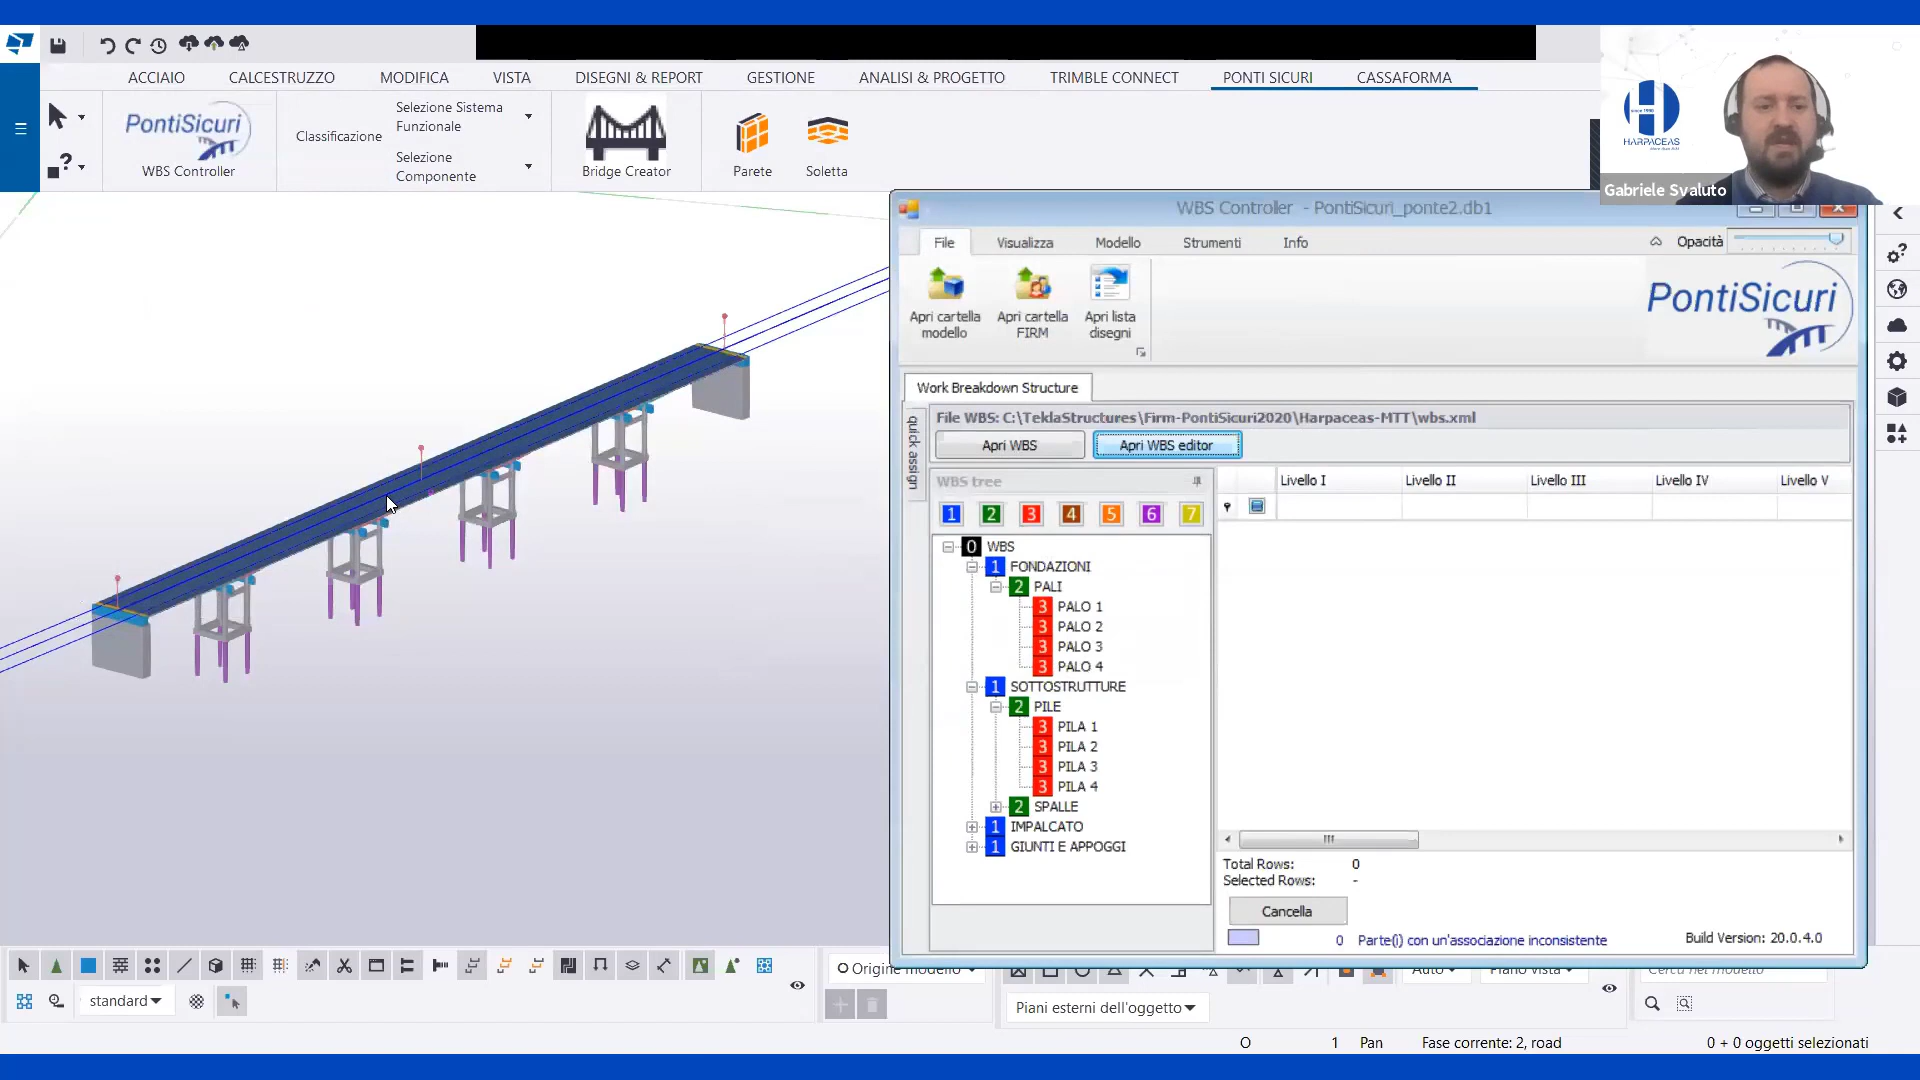 ACCIAIO CALCESTRUZZO MODIFICA VISTA DISEGNI & REPORT GESTIONE ANALISI & PROGETTO TRIMBLE CONNECT PONTI SICURI CASSAFORMA
PontiSicuri
WBS Controller
Classificazione
Selezione Sistema
Funzionale
Selezione
Componente
Bridge Creator
Parete
Soletta
HARPACEAS
Gabriele Svaluto
WBS Controller - PontiSicuri_ponte2.db1
File Visualizza Modello Strumenti Info
Opacità
Apri cartella
modello
Apri cartella
FIRM
Apri lista
disegni
PontiSicuri
Work Breakdown Structure
quick assign
File WBS: C:\TeklaStructures\Firm-PontiSicuri2020\Harpaceas-MTT\wbs.xml
Apri WBS
Apri WBS editor
WBS tree
1 2 3 4 5 6 7
Livello I Livello II Livello III Livello IV Livello V
0 WBS
1 FONDAZIONI
2 PALI
3 PALO 1
3 PALO 2
3 PALO 3
3 PALO 4
1 SOTTOSTRUTTURE
2 PILE
3 PILA 1
3 PILA 2
3 PILA 3
3 PILA 4
2 SPALLE
1 IMPALCATO
1 GIUNTI E APPOGGI
Total Rows: 0
Selected Rows: -
Cancella
0 Parte(i) con un'associazione inconsistente
Build Version: 20.0.4.0
Origine modello
Auto
Piano vista
Cerca nel modello
standard
Piani esterni dell'oggetto
O 1 Pan Fase corrente: 2, road 0 + 0 oggetti selezionati